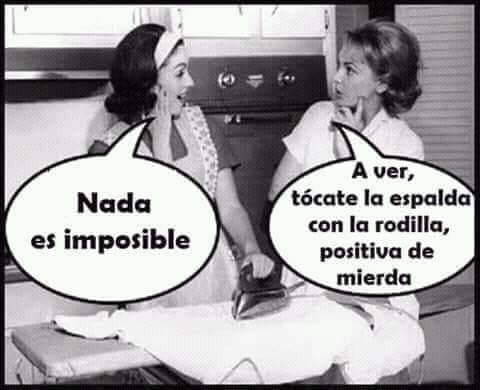 Nada
es imposible
A ver,
tócate la espalda
con la rodilla,
positiva de
mierda